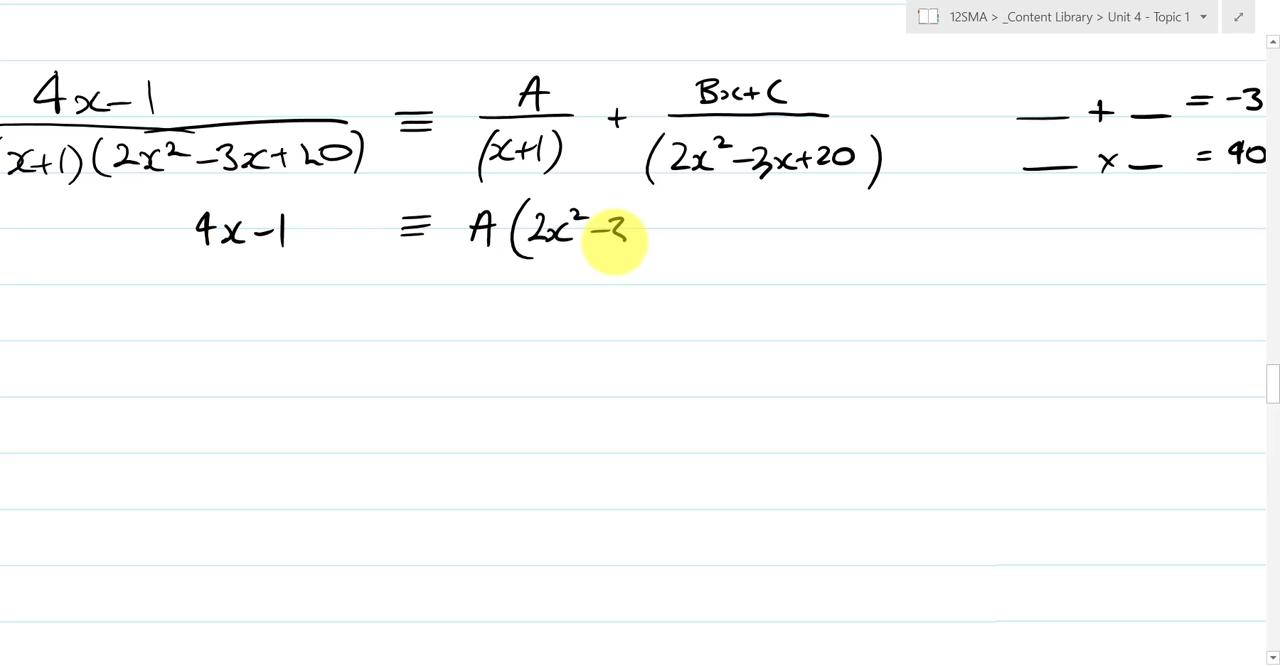 12SMA > _Content Library > Unit 4 - Topic 1
4x-1 / (x+1)(2x²-3x+20) ≡ A / (x+1) + Bx+C / (2x²-3x+20)
__ + __ = -3
__ × __ = 40
4x-1 ≡ A(2x²-3